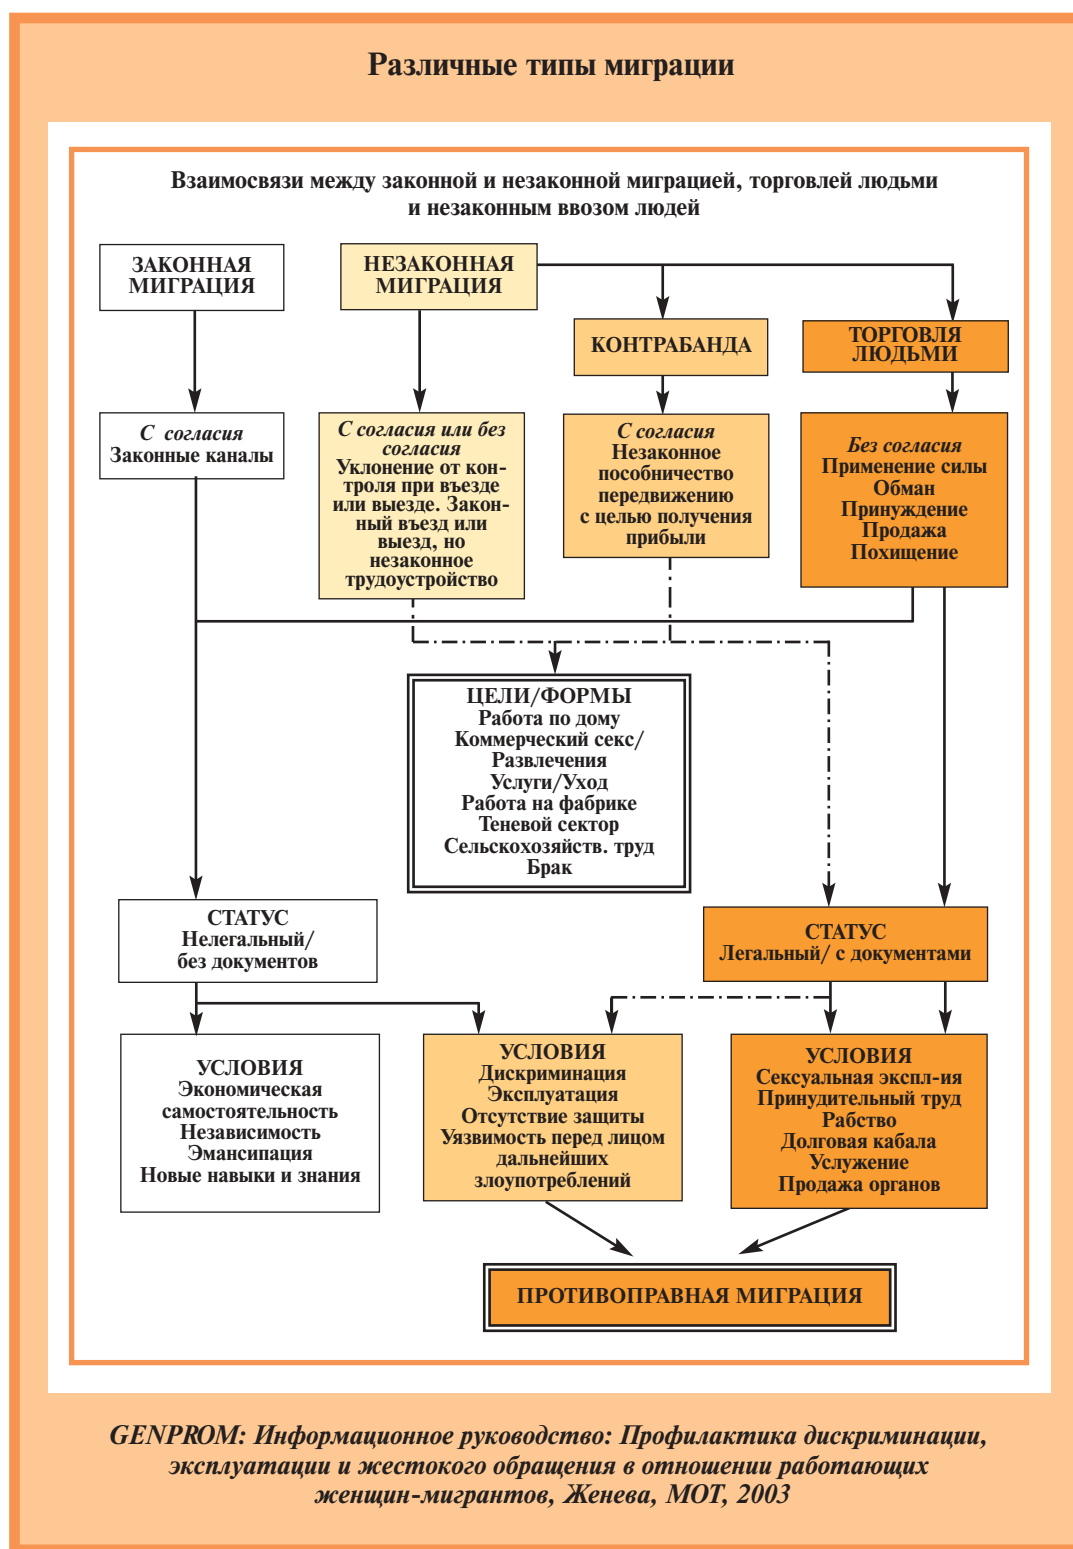 Различные типы миграции
Взаимосвязи между законной и незаконной миграцией, торговлей людьми
и незаконным ввозом людей
ЗАКОННАЯ
МИГРАЦИЯ
НЕЗАКОННАЯ
МИГРАЦИЯ
КОНТРАБАНДА
ТОРГОВЛЯ
ЛЮДЬМИ
С согласия
Законные каналы
С согласия или без
согласия
Уклонение от кон-
троля при въезде
или выезде. Закон-
ный въезд или
выезд, но
незаконное
трудоустройство
С согласия
Незаконное
пособничество
передвижению
с целью получения
прибыли
Без согласия
Применение силы
Обман
Принуждение
Продажа
Похищение
ЦЕЛИ/ФОРМЫ
Работа по дому
Коммерческий секс/
Развлечения
Услуги/Уход
Работа на фабрике
Теневой сектор
Сельскохозяйств. труд
Брак
СТАТУС
Нелегальный/
без документов
СТАТУС
Легальный/ с документами
УСЛОВИЯ
Экономическая
самостоятельность
Независимость
Эмансипация
Новые навыки и знания
УСЛОВИЯ
Дискриминация
Эксплуатация
Отсутствие защиты
Уязвимость перед лицом
дальнейших
злоупотреблений
УСЛОВИЯ
Сексуальная экспл-ия
Принудительный труд
Рабство
Долговая кабала
Услужение
Продажа органов
ПРОТИВОПРАВНАЯ МИГРАЦИЯ
GENPROM: Информационное руководство: Профилактика дискриминации,
эксплуатации и жестокого обращения в отношении работающих
женщин-мигрантов, Женева, МОТ, 2003